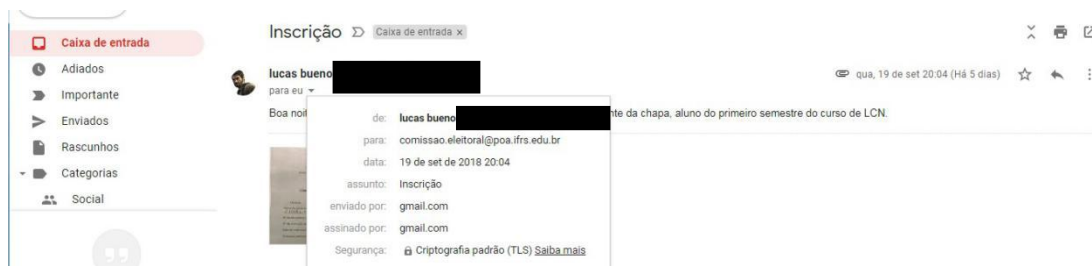 Caixa de entrada
Adiados
Importante
Enviados
Rascunhos
Categorias
Social
Inscrição Caixa de entrada x
lucas bueno
qua, 19 de set 20:04 (Há 5 dias)
para eu
Boa noi te da chapa, aluno do primeiro semestre do curso de LCN.
de: lucas bueno
para: comissao.eleitoral@poa.ifrs.edu.br
data: 19 de set de 2018 20:04
assunto: Inscrição
enviado por: gmail.com
assinado por: gmail.com
Segurança: Criptografia padrão (TLS) Saiba mais